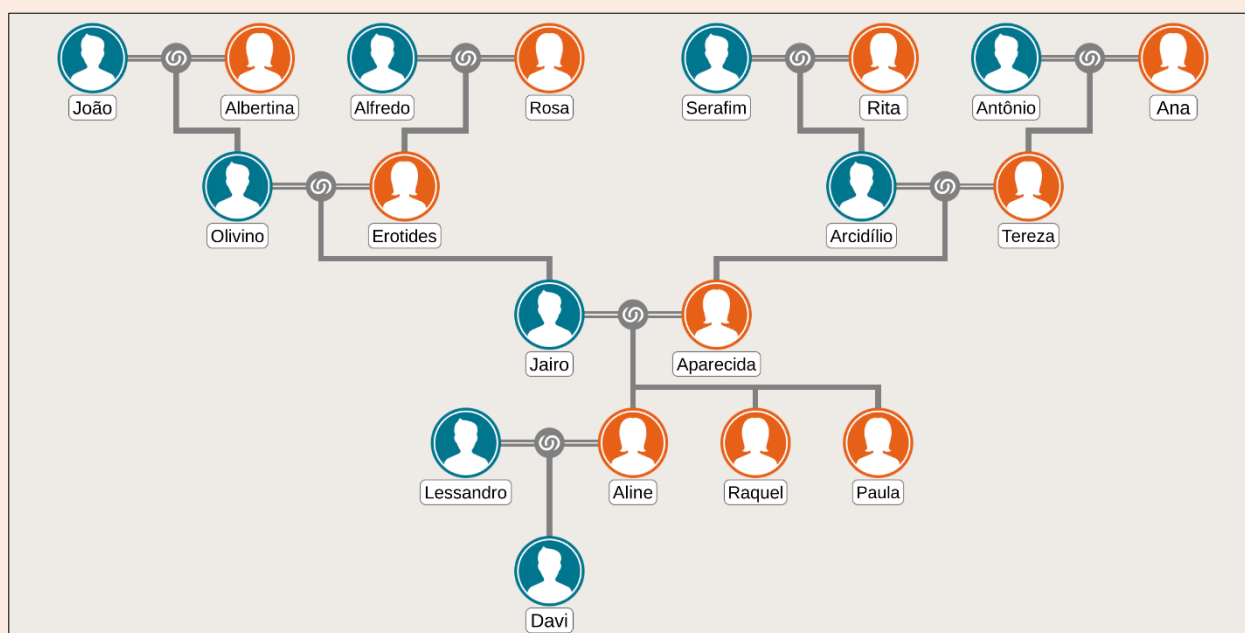 João
Albertina
Alfredo
Rosa
Serafim
Rita
Antônio
Ana
Olivino
Erotides
Arcidílio
Tereza
Jairo
Aparecida
Lessandro
Aline
Raquel
Paula
Davi